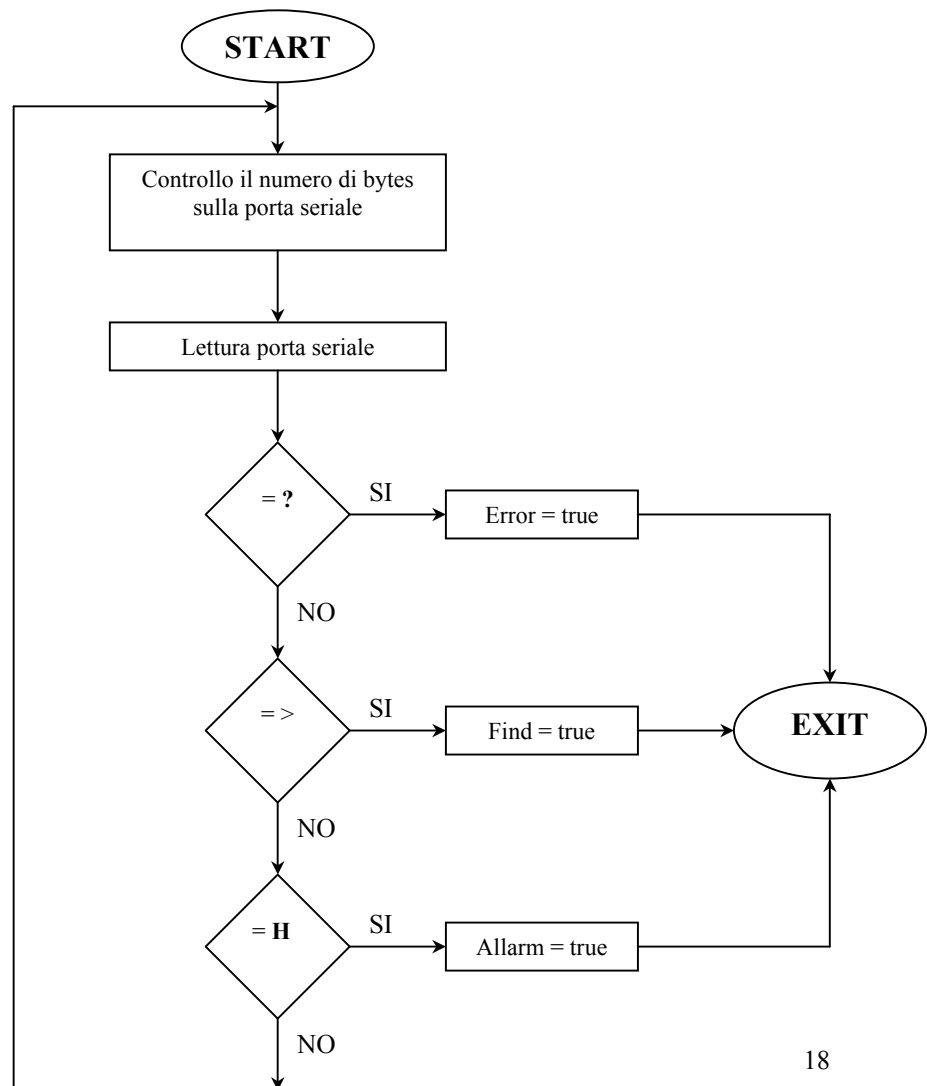 START
Controllo il numero di bytes
sulla porta seriale
Lettura porta seriale
= ?
SI
Error = true
NO
= >
SI
Find = true
EXIT
NO
= H
SI
Allarm = true
NO
18